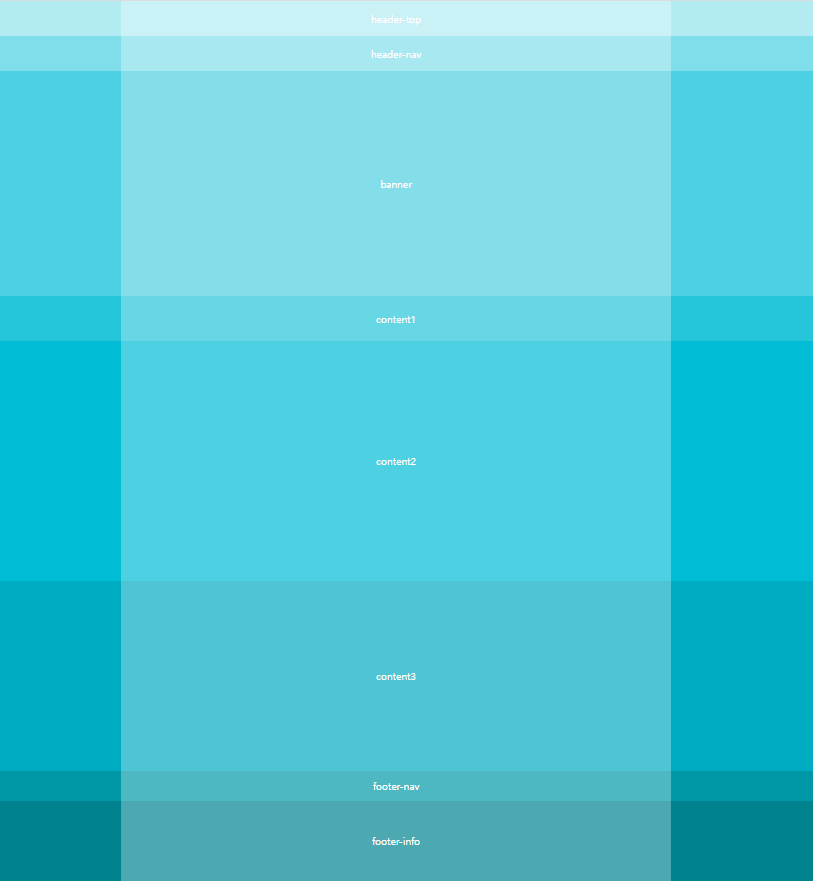 header-top
header-nav
banner
content1
content2
content3
footer-nav
footer-info